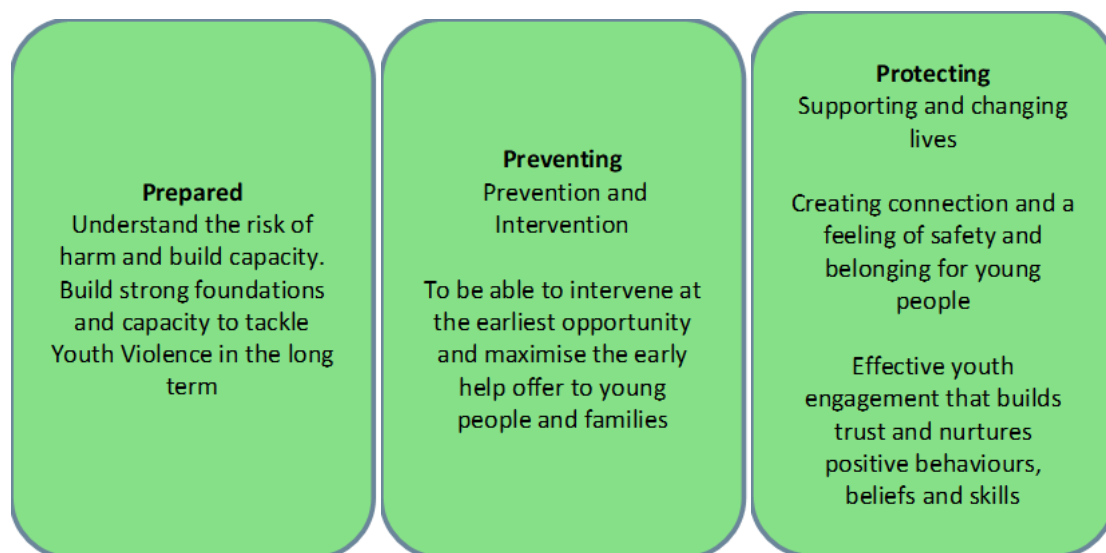 Prepared
Understand the risk of
harm and build capacity.
Build strong foundations
and capacity to tackle
Youth Violence in the long
term
Preventing
Prevention and
Intervention
To be able to intervene at
the earliest opportunity
and maximise the early
help offer to young
people and families
Protecting
Supporting and changing
lives
Creating connection and a
feeling of safety and
belonging for young
people
Effective youth
engagement that builds
trust and nurtures
positive behaviours,
beliefs and skills